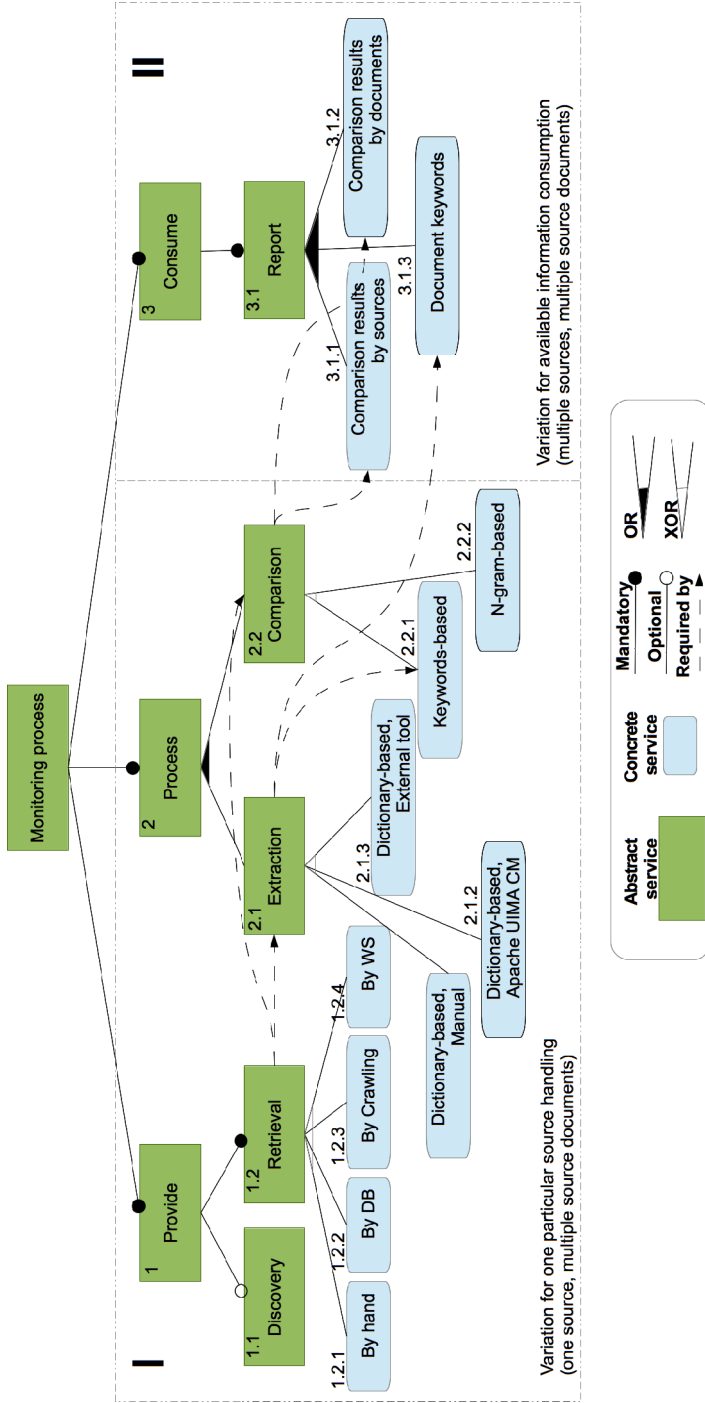 Monitoring process
I
II
1
Provide
2
Process
3
Consume
1.1
Discovery
1.2
Retrieval
2.1
Extraction
2.2
Comparison
3.1
Report
1.2.1
By hand
1.2.2
By DB
1.2.3
By Crawling
1.2.4
By WS
Dictionary-based,
Manual
2.1.2
Dictionary-based,
Apache UIMA CM
2.1.3
Dictionary-based,
External tool
2.2.1
Keywords-based
2.2.2
N-gram-based
3.1.1
Comparison results
by sources
3.1.2
Comparison results
by documents
3.1.3
Document keywords
Variation for one particular source handling
(one source, multiple source documents)
Variation for available information consumption
(multiple sources, multiple source documents)
Abstract
service
Concrete
service
Mandatory
Optional
Required by
OR
XOR